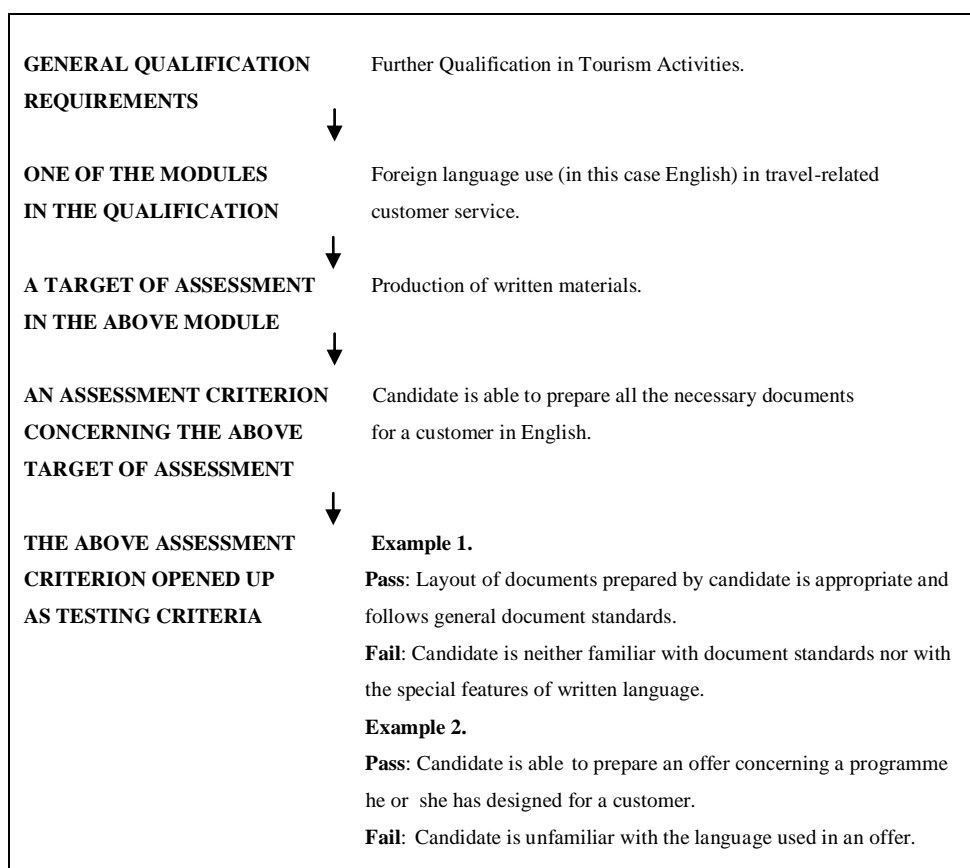 GENERAL QUALIFICATION Further Qualification in Tourism Activities.
REQUIREMENTS
ONE OF THE MODULES Foreign language use (in this case English) in travel-related
IN THE QUALIFICATION customer service.
A TARGET OF ASSESSMENT Production of written materials.
IN THE ABOVE MODULE
AN ASSESSMENT CRITERION Candidate is able to prepare all the necessary documents
CONCERNING THE ABOVE for a customer in English.
TARGET OF ASSESSMENT
THE ABOVE ASSESSMENT Example 1.
CRITERION OPENED UP Pass: Layout of documents prepared by candidate is appropriate and
AS TESTING CRITERIA follows general document standards.
Fail: Candidate is neither familiar with document standards nor with
the special features of written language.
Example 2.
Pass: Candidate is able to prepare an offer concerning a programme
he or she has designed for a customer.
Fail: Candidate is unfamiliar with the language used in an offer.